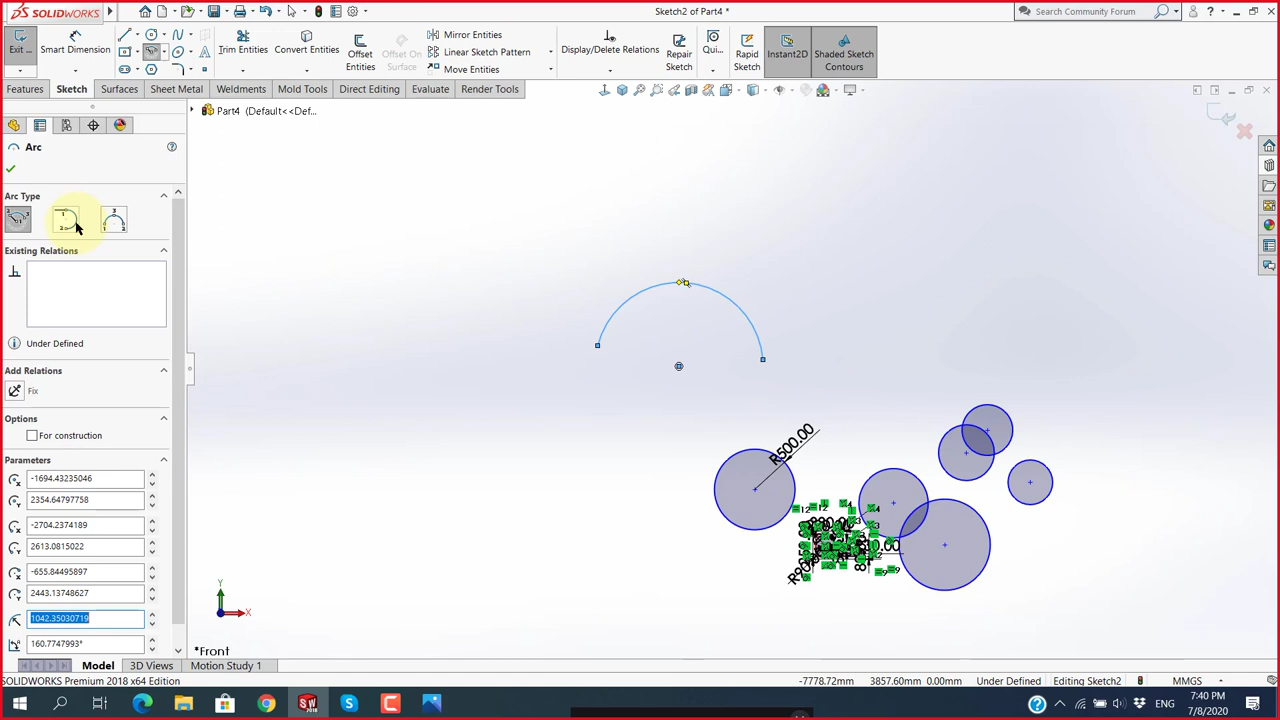 SOLIDWORKS
Sketch2 of Part4 *
Search Community Forum
Exit ...
Smart Dimension
Trim Entities
Convert Entities
Offset Entities
Offset On Surface
Mirror Entities
Linear Sketch Pattern
Move Entities
Display/Delete Relations
Repair Sketch
Qui...
Rapid Sketch
Instant2D
Shaded Sketch Contours
Features
Sketch
Surfaces
Sheet Metal
Weldments
Mold Tools
Direct Editing
Evaluate
Render Tools
Part4 (Default<<Def...
Arc
Arc Type
Existing Relations
Under Defined
Add Relations
Fix
Options
For construction
Parameters
-1694.43235046
2354.64797758
-2704.2374189
2613.0815022
-655.84495897
2443.13748627
1042.35030719
160.7747993°
R500.00
Y
X
*Front
Model
3D Views
Motion Study 1
SOLIDWORKS Premium 2018 x64 Edition
-7778.72mm
3857.60mm 0.00mm
Under Defined
Editing Sketch2
MMGS
ENG
7:40 PM
7/8/2020